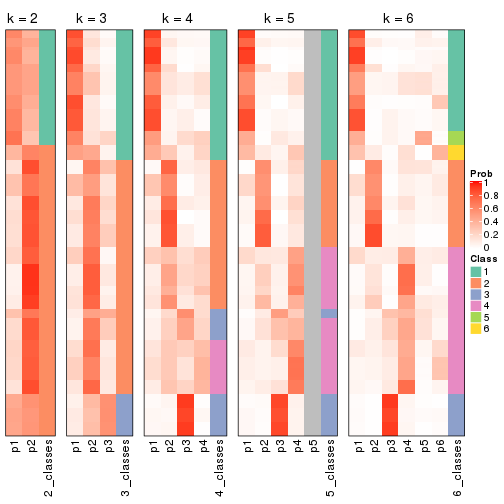 k = 2
k = 3
k = 4
k = 5
k = 6
Prob
1
0.8
0.6
0.4
0.2
0
Class
1
2
3
4
5
6
p1
p2
2_classes
p1
p2
p3
3_classes
p1
p2
p3
p4
4_classes
p1
p2
p3
p4
p5
5_classes
p1
p2
p3
p4
p5
p6
6_classes